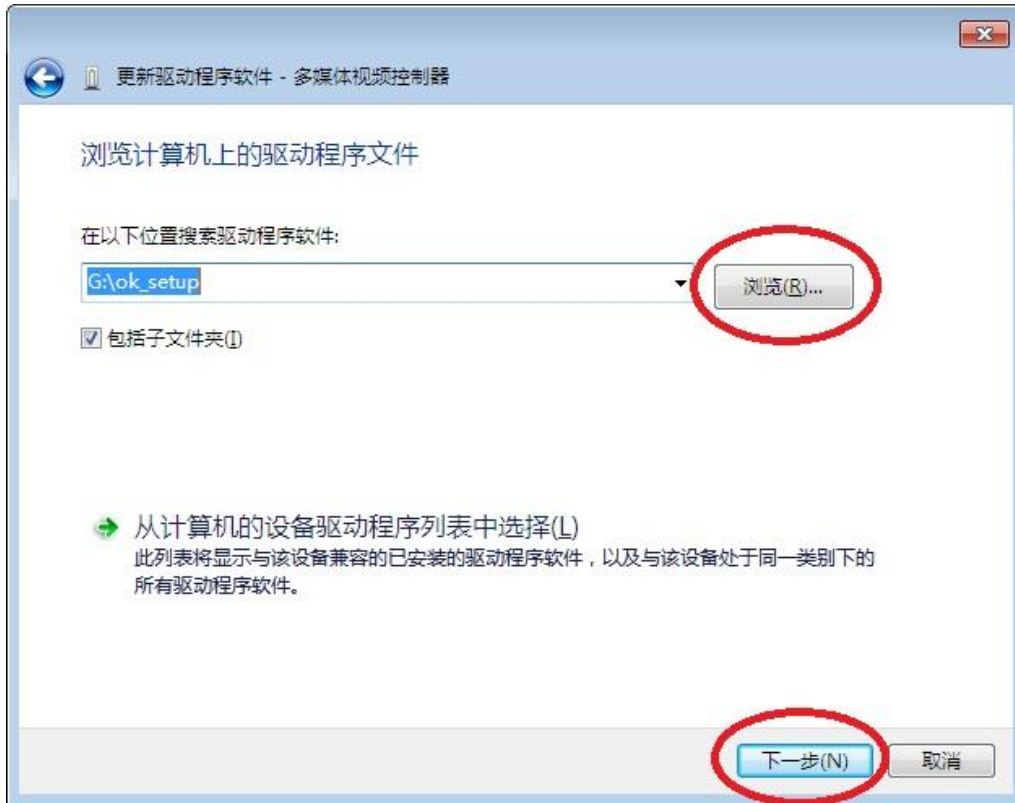 更新驱动程序软件 - 多媒体视频控制器
浏览计算机上的驱动程序文件
在以下位置搜索驱动程序软件:
G:\ok_setup
浏览(R)...
包括子文件夹(I)
从计算机的设备驱动程序列表中选择(L)
此列表将显示与该设备兼容的已安装的驱动程序软件，以及与该设备处于同一类别下的
所有驱动程序软件。
下一步(N)
取消